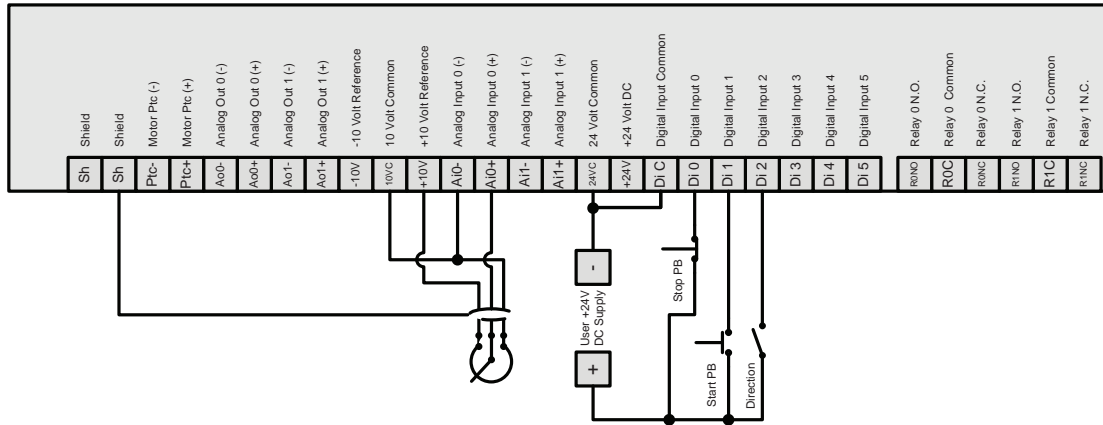 Shield
Shield
Motor Ptc (-)
Motor Ptc (+)
Analog Out 0 (-)
Analog Out 0 (+)
Analog Out 1 (-)
Analog Out 1 (+)
-10 Volt Reference
10 Volt Common
+10 Volt Reference
Analog Input 0 (-)
Analog Input 0 (+)
Analog Input 1 (-)
Analog Input 1 (+)
24 Volt Common
+24 Volt DC
Digital Input Common
Digital Input 0
Digital Input 1
Digital Input 2
Digital Input 3
Digital Input 4
Digital Input 5
Relay 0 N.O.
Relay 0 Common
Relay 0 N.C.
Relay 1 N.O.
Relay 1 Common
Relay 1 N.C.
Sh
Sh
Ptc-
Ptc+
Ao0-
Ao0+
Ao1-
Ao1+
-10V
10VC
+10V
Ai0-
Ai0+
Ai1-
Ai1+
24VC
+24V
Di C
Di 0
Di 1
Di 2
Di 3
Di 4
Di 5
R0NO
R0C
R0NC
R1NO
R1C
R1NC
-
User +24V
DC Supply
+
Stop PB
Start PB
Direction